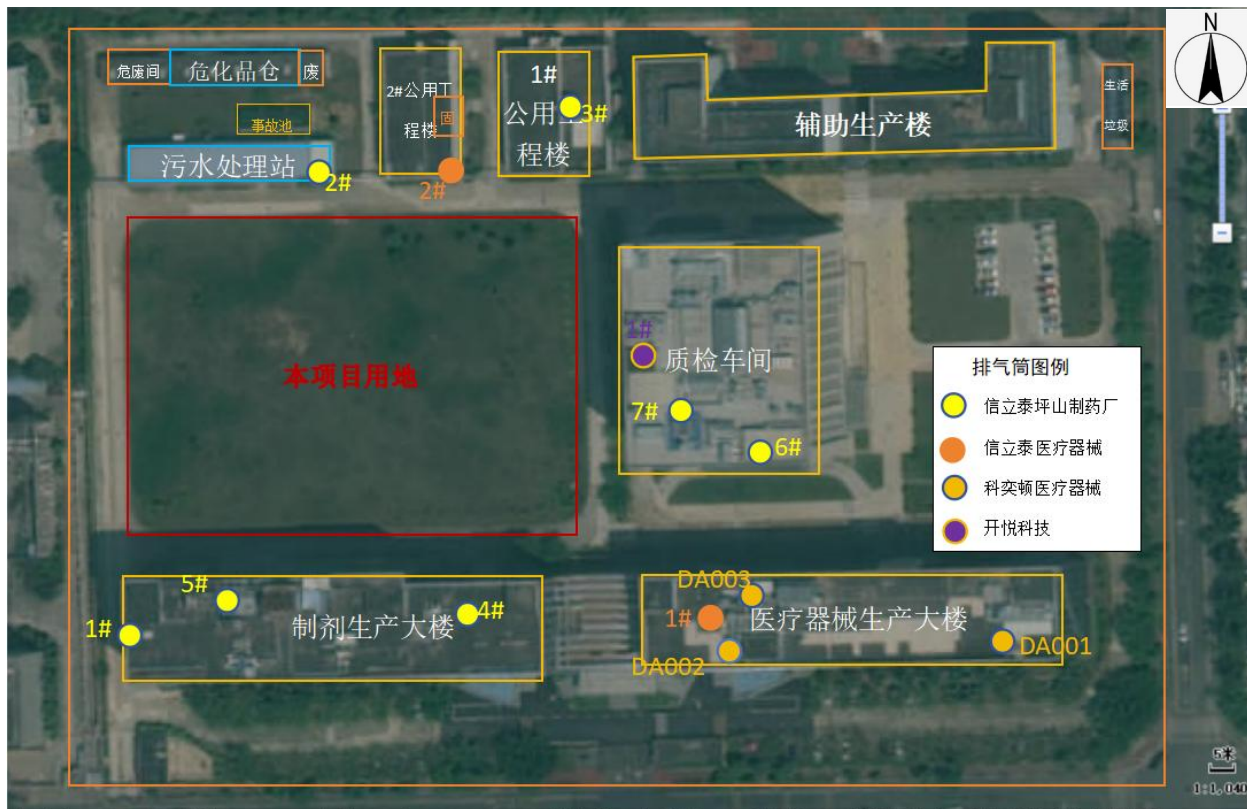 N
危废间
危化品仓
废
事故池
污水处理站
2#
2#公用工
程楼
固
2#
1#
公用工
程楼
3#
辅助生产楼
生活
垃圾
本项目用地
1#
质检车间
7#
6#
排气筒图例
信立泰坪山制药厂
信立泰医疗器械
科奕顿医疗器械
开悦科技
5#
1#
制剂生产大楼
4#
DA003
1#
医疗器械生产大楼
DA002
DA001
5米
1:1,040